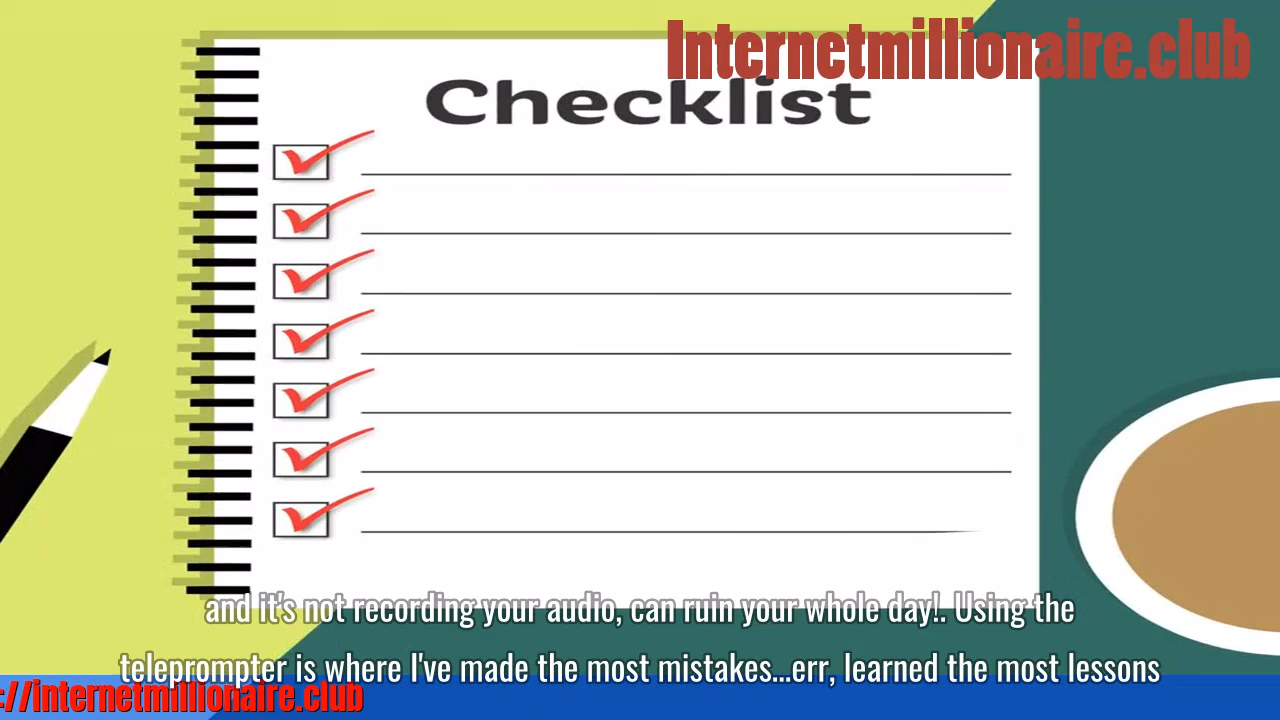 Internetmillionaire.club
Checklist
and it's not recording your audio, can ruin your whole day!. Using the
teleprompter is where I've made the most mistakes...err, learned the most lessons
://internetmillionaire.club